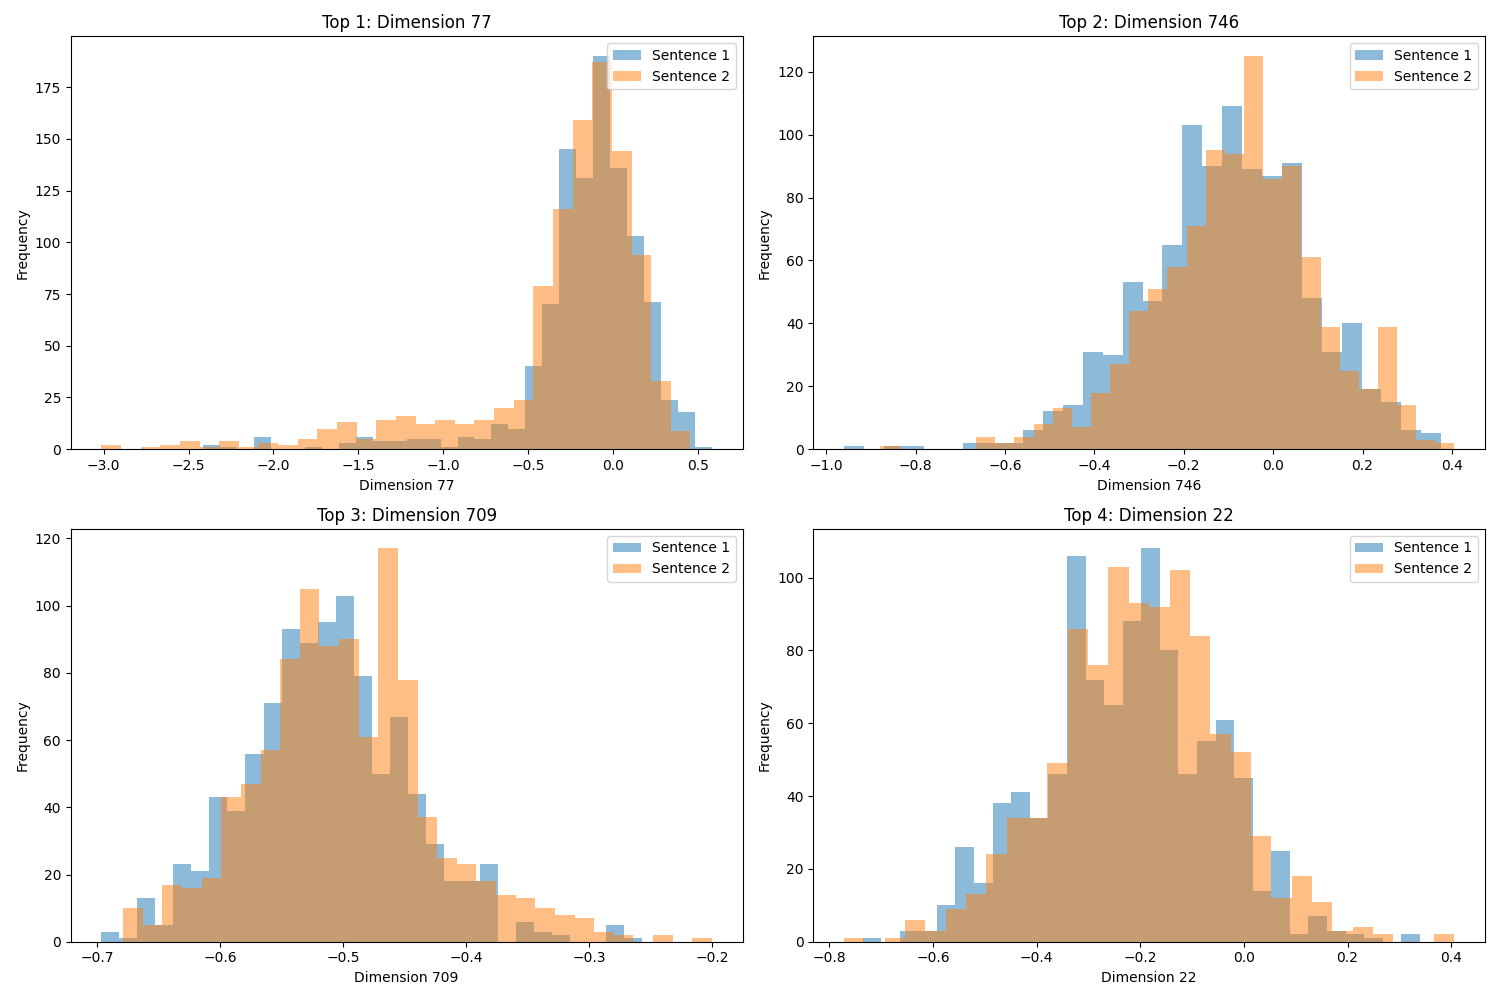 Top 1: Dimension 77
Sentence 1
Sentence 2
Frequency
175
150
125
100
75
50
25
0
−3.0 −2.5 −2.0 −1.5 −1.0 −0.5 0.0 0.5
Dimension 77
Top 2: Dimension 746
Sentence 1
Sentence 2
Frequency
120
100
80
60
40
20
0
−1.0 −0.8 −0.6 −0.4 −0.2 0.0 0.2 0.4
Dimension 746
Top 3: Dimension 709
Sentence 1
Sentence 2
Frequency
120
100
80
60
40
20
0
−0.7 −0.6 −0.5 −0.4 −0.3 −0.2
Dimension 709
Top 4: Dimension 22
Sentence 1
Sentence 2
Frequency
100
80
60
40
20
0
−0.8 −0.6 −0.4 −0.2 0.0 0.2 0.4
Dimension 22